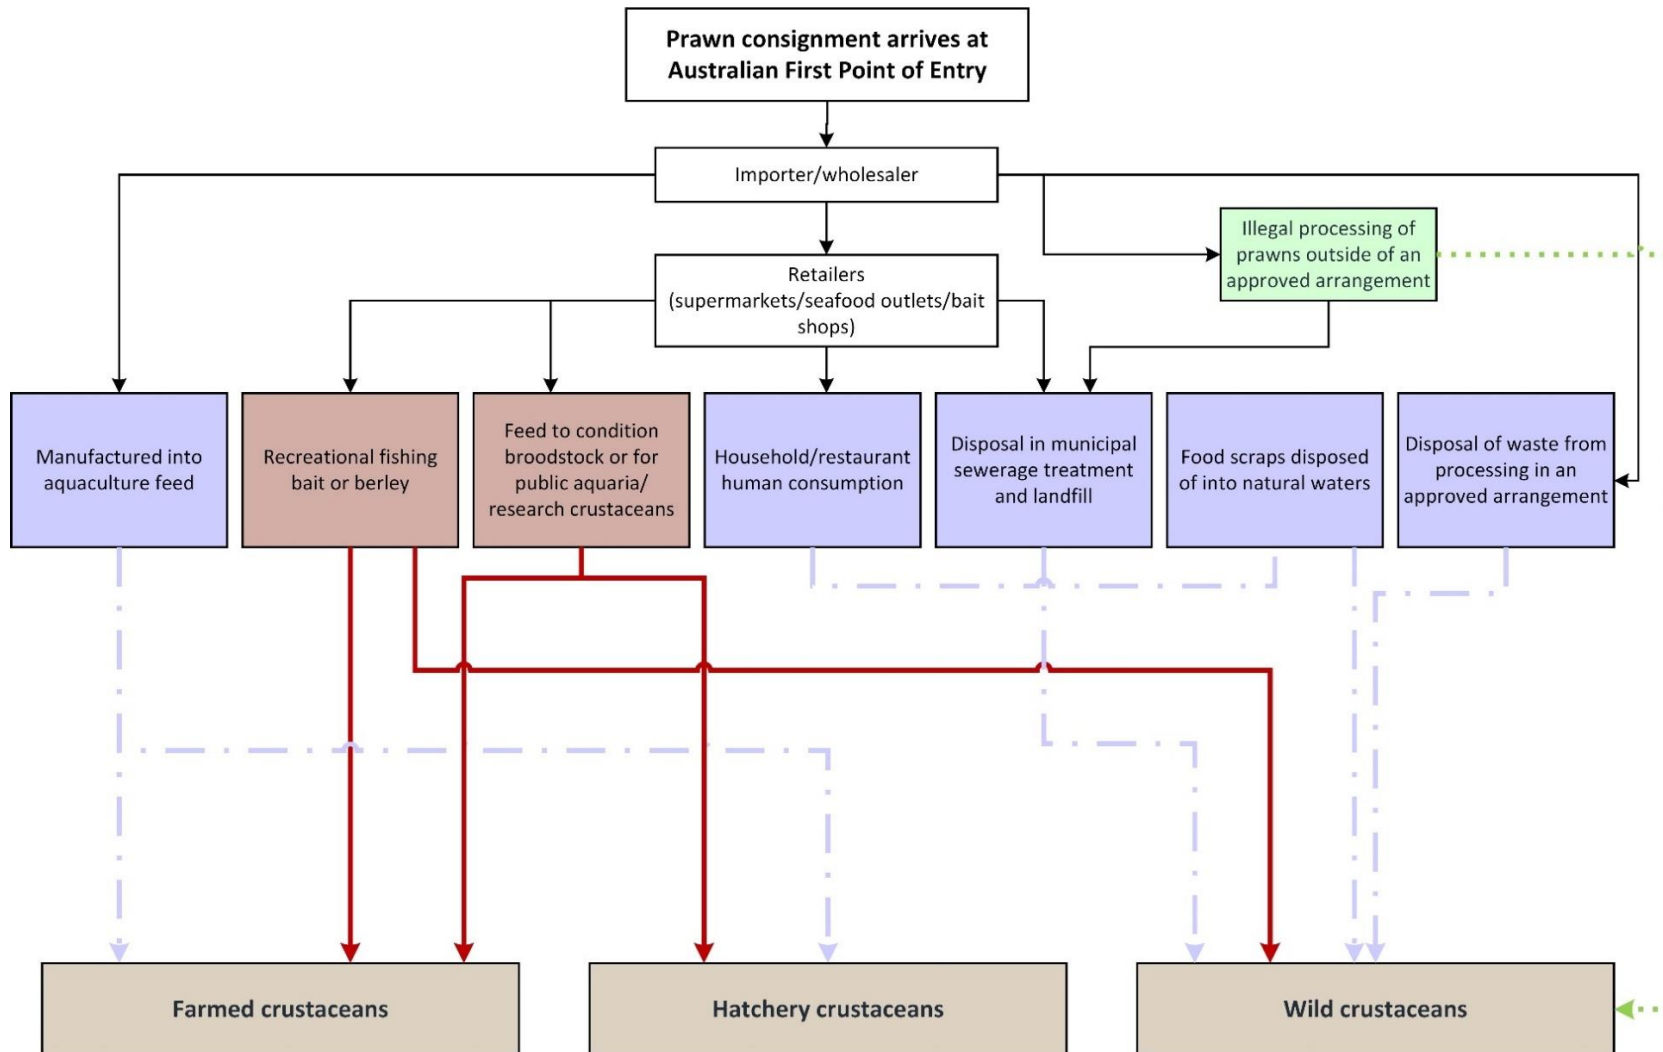 Prawn consignment arrives at
Australian First Point of Entry
Importer/wholesaler
Illegal processing of
prawns outside of an
approved arrangement
Retailers
(supermarkets/seafood outlets/bait
shops)
Manufactured into
aquaculture feed
Recreational fishing
bait or berley
Feed to condition
broodstock or for
public aquaria/
research crustaceans
Household/restaurant
human consumption
Disposal in municipal
sewerage treatment
and landfill
Food scraps disposed
of into natural waters
Disposal of waste from
processing in an
approved arrangement
Farmed crustaceans
Hatchery crustaceans
Wild crustaceans